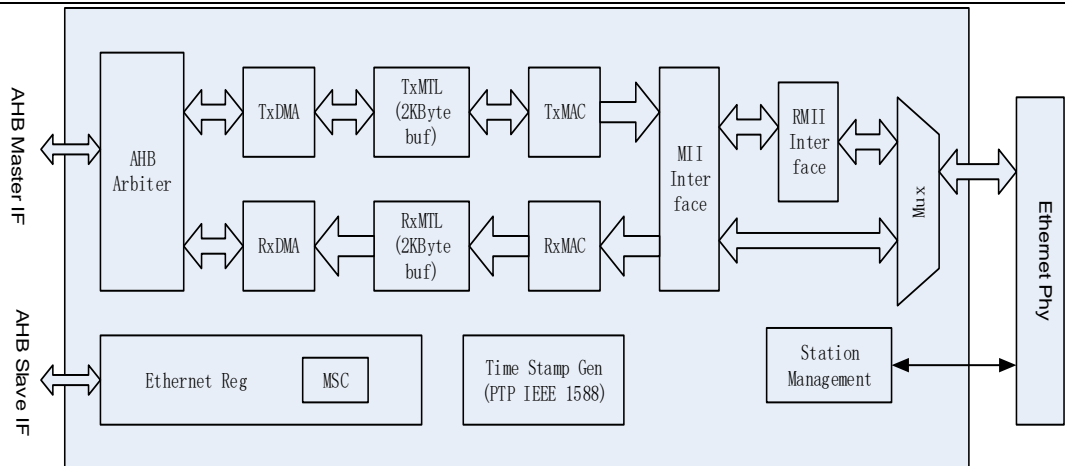 AHB Master IF
AHB
Arbiter
TxDMA
TxMTL
(2KByte
buf)
TxMAC
MII
Inter
face
RMII
Inter
face
Mux
Ethernet Phy
RxDMA
RxMTL
(2KByte
buf)
RxMAC
AHB Slave IF
Ethernet Reg
MSC
Time Stamp Gen
(PTP IEEE 1588)
Station
Management